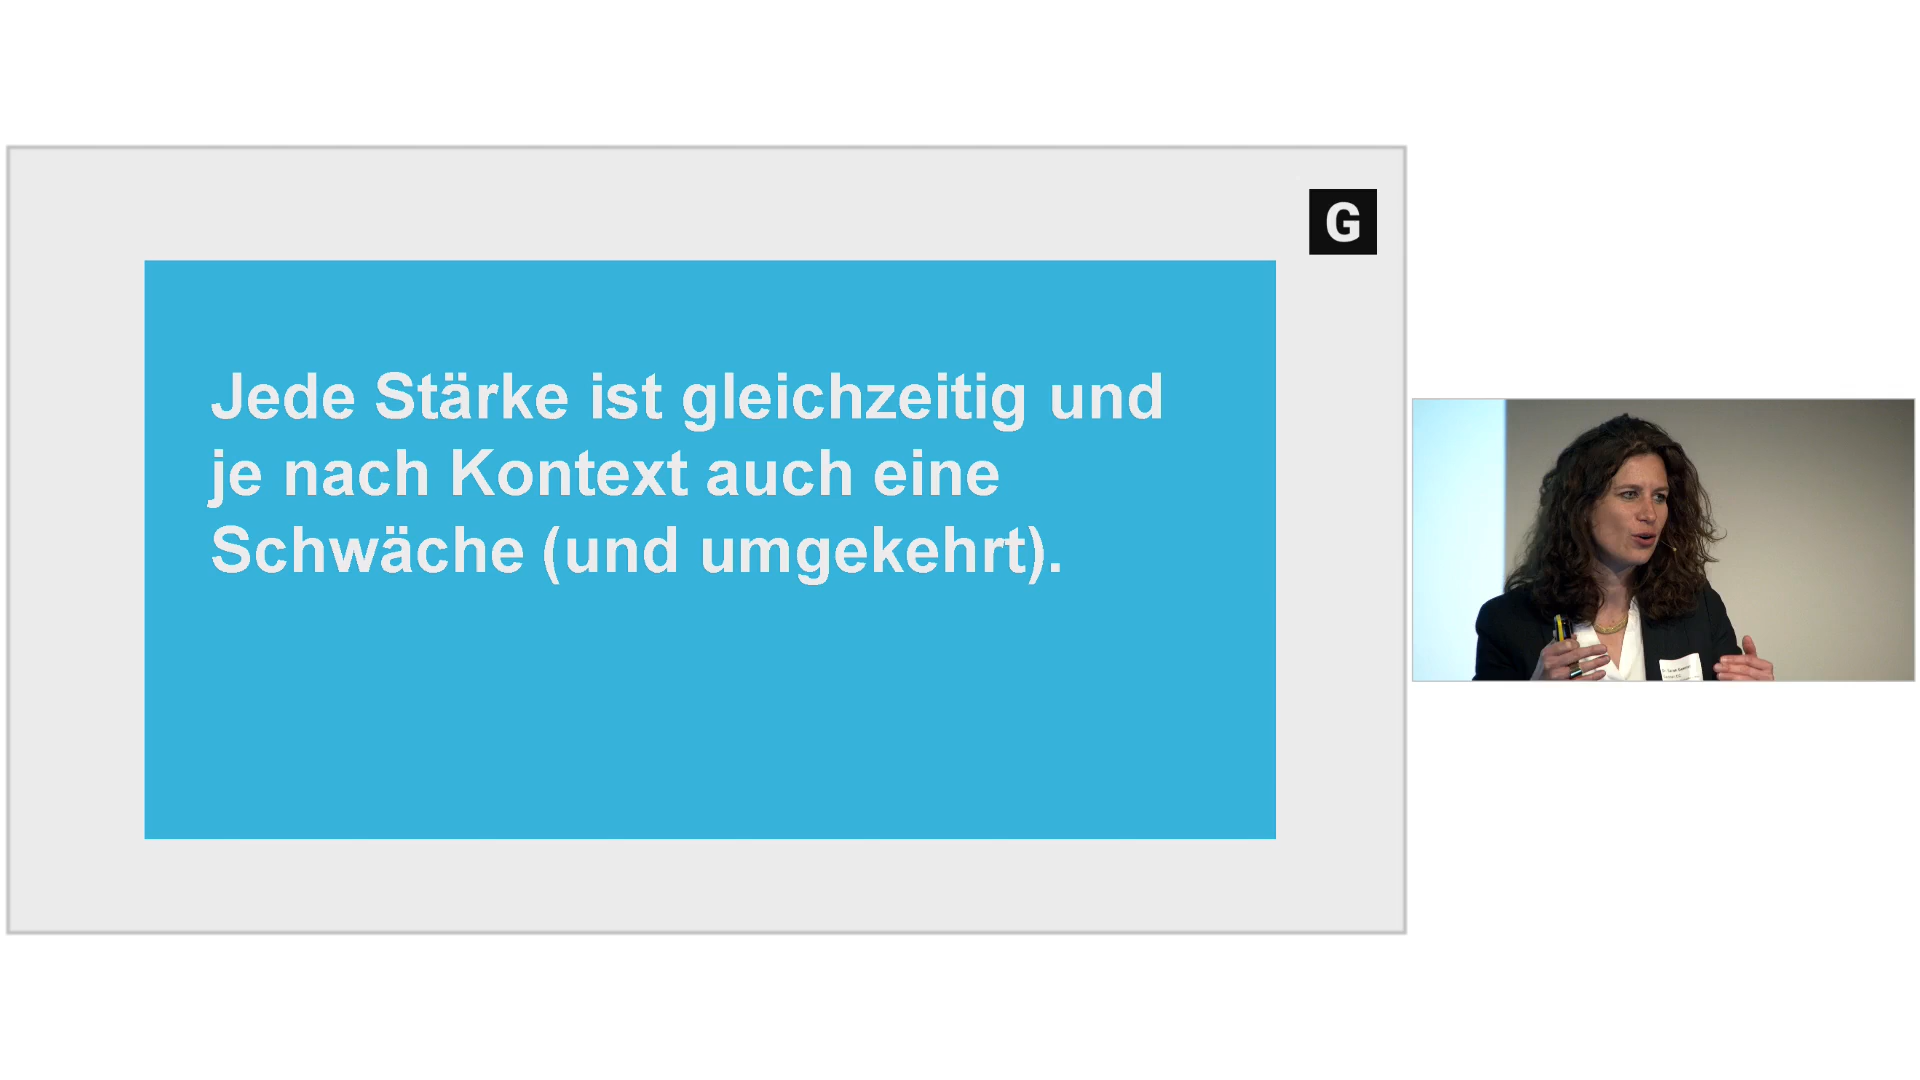 G
Jede Stärke ist gleichzeitig und
je nach Kontext auch eine
Schwäche (und umgekehrt).